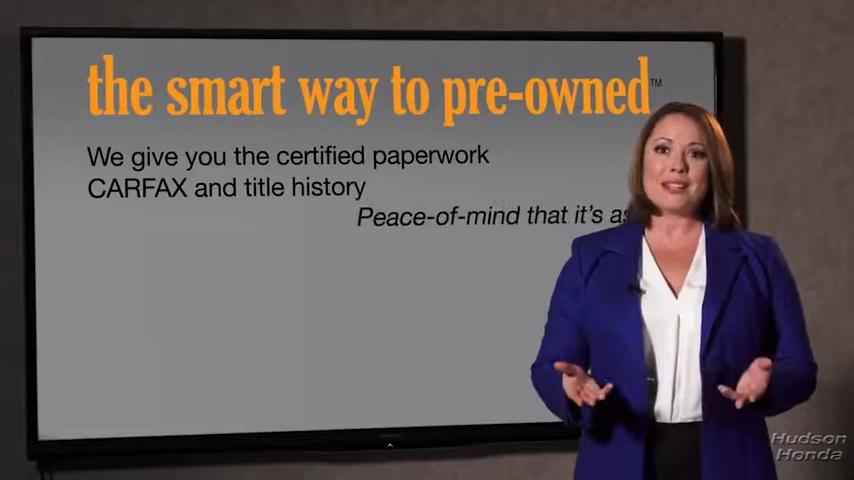 the smart way to pre-owned™
We give you the certified paperwork
CARFAX and title history
Peace-of-mind that it's as
Hudson
Honda